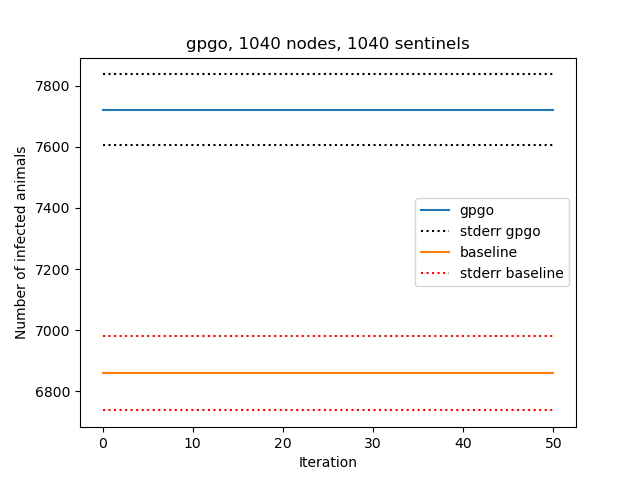 gpgo, 1040 nodes, 1040 sentinels
Number of infected animals
7800
7600
7400
7200
7000
6800
gpgo
stderr gpgo
baseline
stderr baseline
0 10 20 30 40 50
Iteration